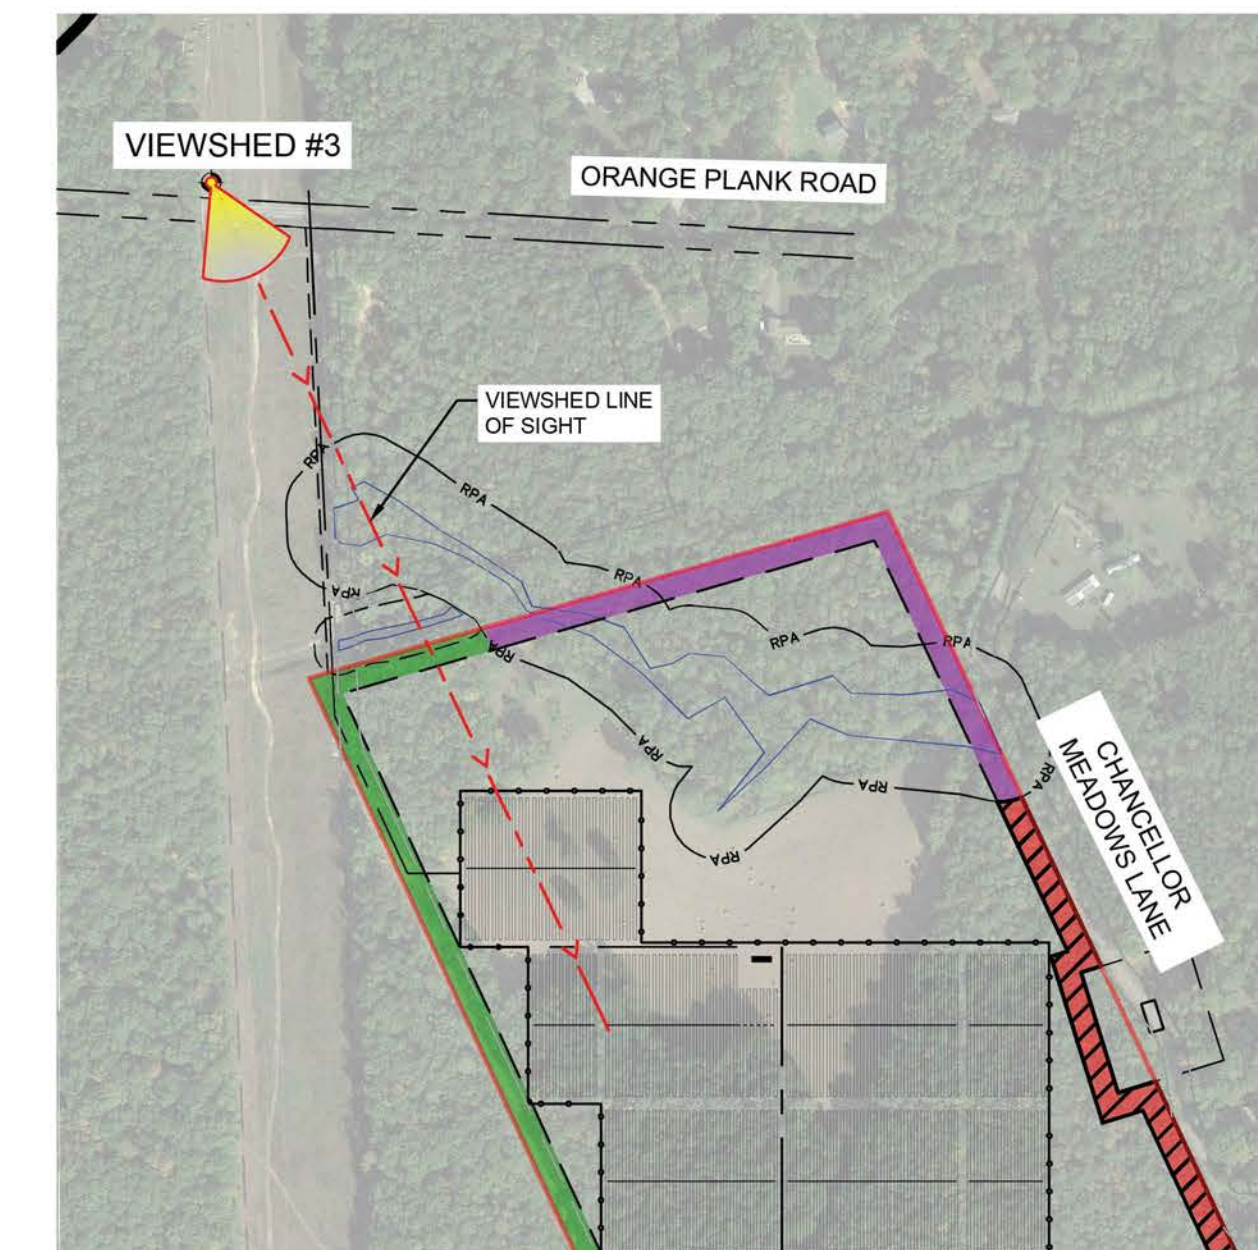 VIEWSHED #3
ORANGE PLANK ROAD
VIEWSHED LINE
OF SIGHT
RPA
RPA
RPA
RPA
RPA
RPA
RPA
RPA
RPA
RPA
RPA
CHANCELLOR
MEADOWS LANE